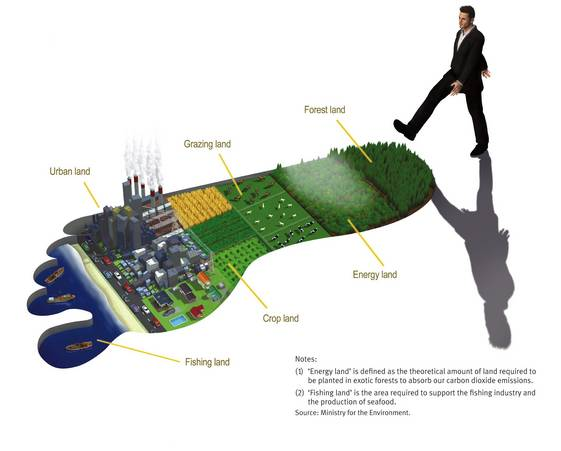 Forest land
Grazing land
Urban land
Energy land
Crop land
Fishing land
Notes:
(1) 'Energy land' is defined as the theoretical amount of land required to
be planted in exotic forests to absorb our carbon dioxide emissions.
(2) 'Fishing land' is the area required to support the fishing industry and
the production of seafood.
Source: Ministry for the Environment.